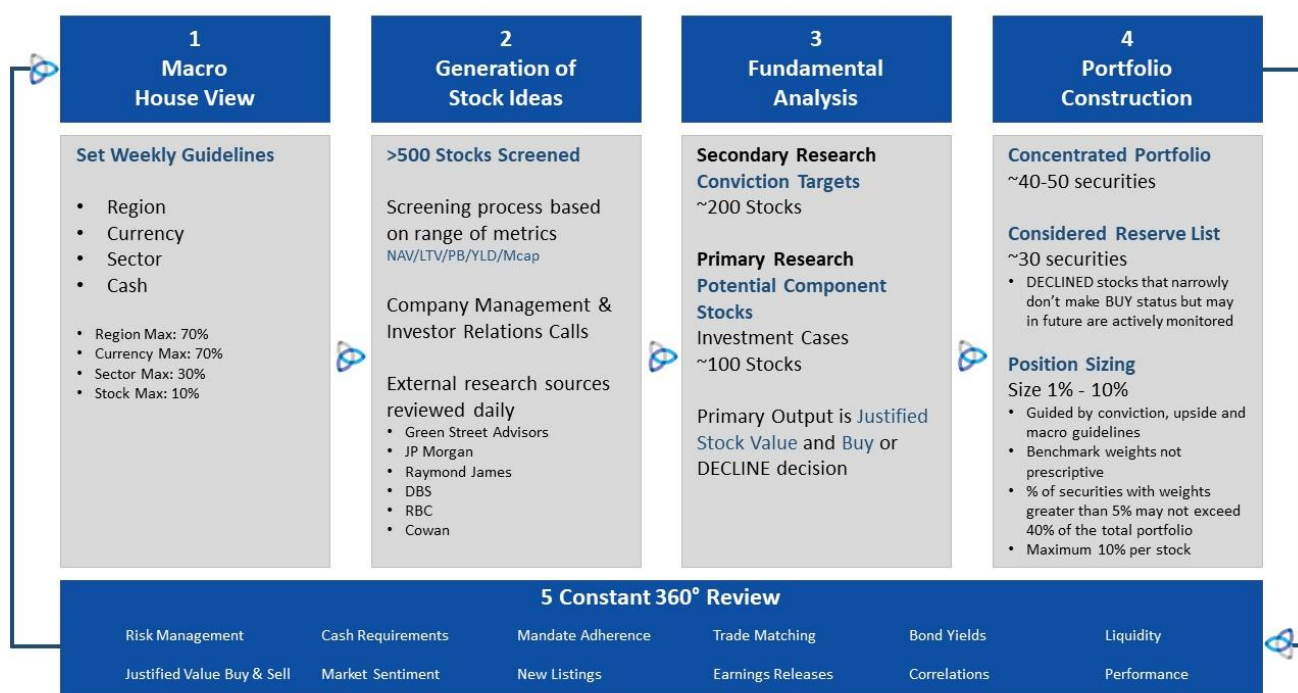 1
Macro
House View
Set Weekly Guidelines
• Region
• Currency
• Sector
• Cash
• Region Max: 70%
• Currency Max: 70%
• Sector Max: 30%
• Stock Max: 10%
2
Generation of
Stock Ideas
>500 Stocks Screened
Screening process based
on range of metrics
NAV/LTV/PB/YLD/Mcap
Company Management &
Investor Relations Calls
External research sources
reviewed daily
• Green Street Advisors
• JP Morgan
• Raymond James
• DBS
• RBC
• Cowan
3
Fundamental
Analysis
Secondary Research
Conviction Targets
~200 Stocks
Primary Research
Potential Component
Stocks
Investment Cases
~100 Stocks
Primary Output is Justified
Stock Value and Buy or
DECLINE decision
4
Portfolio
Construction
Concentrated Portfolio
~40-50 securities
Considered Reserve List
~30 securities
• DECLINED stocks that narrowly
don’t make BUY status but may
in future are actively monitored
Position Sizing
Size 1% - 10%
• Guided by conviction, upside and
macro guidelines
• Benchmark weights not
prescriptive
• % of securities with weights
greater than 5% may not exceed
40% of the total portfolio
• Maximum 10% per stock
5 Constant 360° Review
Risk Management Cash Requirements Mandate Adherence Trade Matching Bond Yields Liquidity
Justified Value Buy & Sell Market Sentiment New Listings Earnings Releases Correlations Performance